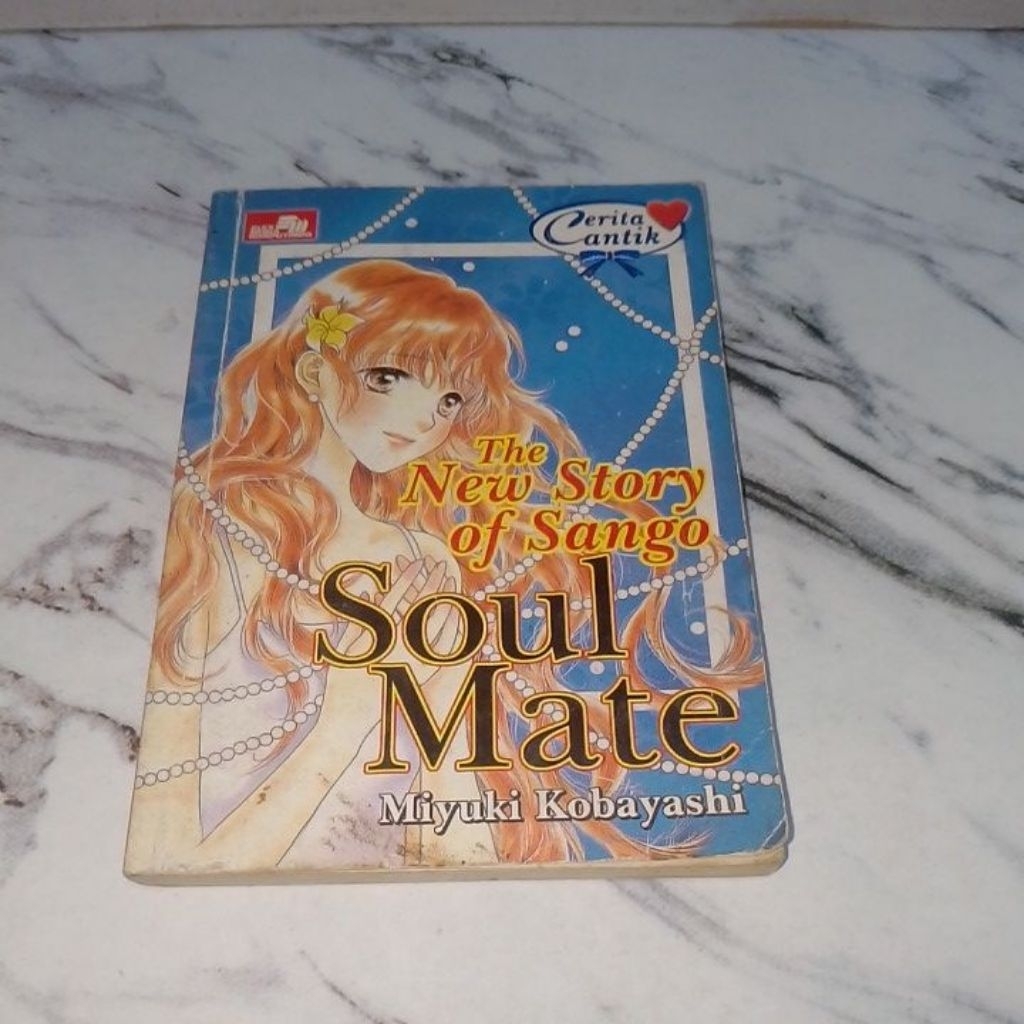 Cerita
Cantik
The
New Story
of Sango
Soul
Mate
Miyuki Kobayashi